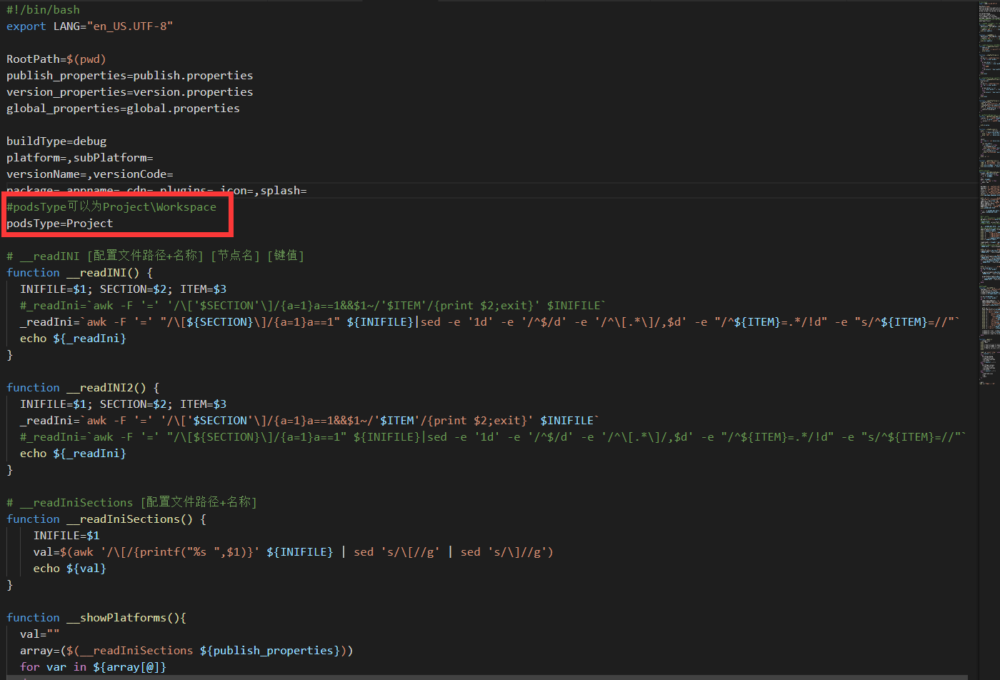 #!/bin/bash
export LANG="en_US.UTF-8"
RootPath=$(pwd)
publish_properties=publish.properties
version_properties=version.properties
global_properties=global.properties
buildType=debug
platform=,subPlatform=
versionName=,versionCode=
package=,appname=,cdn=,plugins=,icon=,splash=
#podsType可以为Project\Workspace
podsType=Project
# __readINI [配置文件路径+名称] [节点名] [键值]
function __readINI() {
INIFILE=$1; SECTION=$2; ITEM=$3
#_readIni=`awk -F '=' '/\['$SECTION'\]/{a=1}a==1&&$1~/'$ITEM'/{print $2;exit}' $INIFILE`
_readIni=`awk -F '=' "/\[${SECTION}\]/{a=1}a==1" ${INIFILE}|sed -e '1d' -e '/^$/d' -e '/^\[.*\]/,$d' -e "/^${ITEM}=.*/!d" -e "s/^${ITEM}=//"`
echo ${_readIni}
}
function __readINI2() {
INIFILE=$1; SECTION=$2; ITEM=$3
_readIni=`awk -F '=' '/\['$SECTION'\]/{a=1}a==1&&$1~/'$ITEM'/{print $2;exit}' $INIFILE`
#_readIni=`awk -F '=' "/\[${SECTION}\]/{a=1}a==1" ${INIFILE}|sed -e '1d' -e '/^$/d' -e '/^\[.*\]/,$d' -e "/^${ITEM}=.*/!d" -e "s/^${ITEM}=//"`
echo ${_readIni}
}
# __readIniSections [配置文件路径+名称]
function __readIniSections() {
INIFILE=$1
val=$(awk '/\[/{printf("%s ",$1)}' ${INIFILE} | sed 's/\[//g' | sed 's/\]//g')
echo ${val}
}
function __showPlatforms(){
val=""
array=($(__readIniSections ${publish_properties}))
for var in ${array[@]}